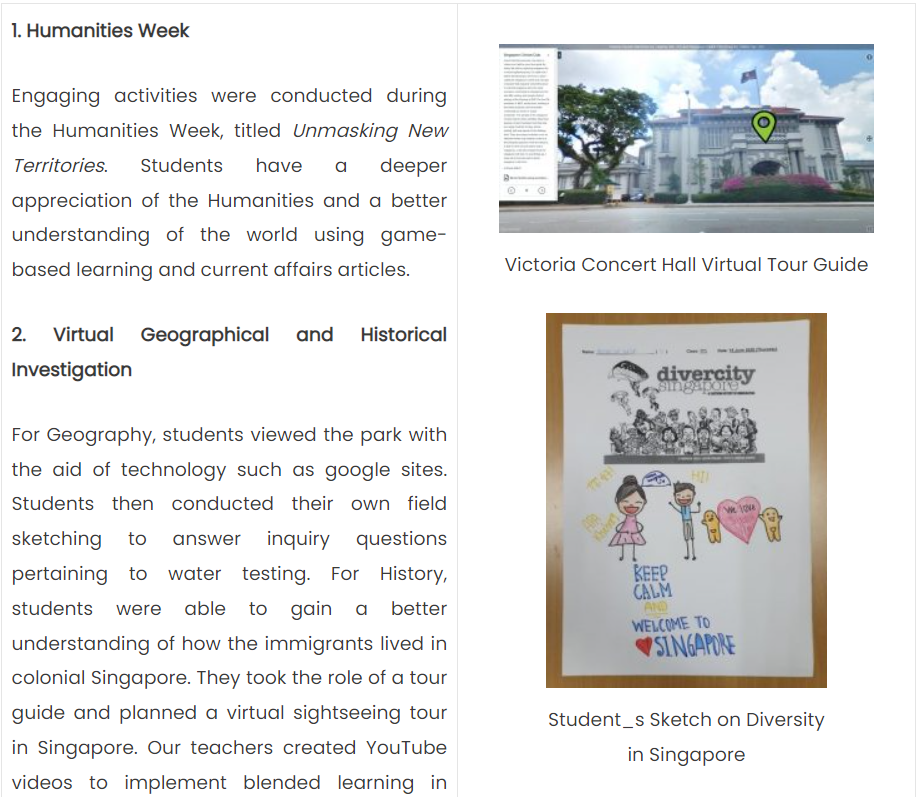 1. Humanities Week
Engaging activities were conducted during
the Humanities Week, titled Unmasking New
Territories. Students have a deeper
appreciation of the Humanities and a better
understanding of the world using game-
based learning and current affairs articles.
2. Virtual Geographical and Historical
Investigation
For Geography, students viewed the park with
the aid of technology such as google sites.
Students then conducted their own field
sketching to answer inquiry questions
pertaining to water testing. For History,
students were able to gain a better
understanding of how the immigrants lived in
colonial Singapore. They took the role of a tour
guide and planned a virtual sightseeing tour
in Singapore. Our teachers created YouTube
videos to implement blended learning in
Victoria Concert Hall Virtual Tour Guide
divercity
singapore
HI!
WE LOVE
KEEP
CALM
AND
WELCOME TO
SINGAPORE
Student_s Sketch on Diversity
in Singapore